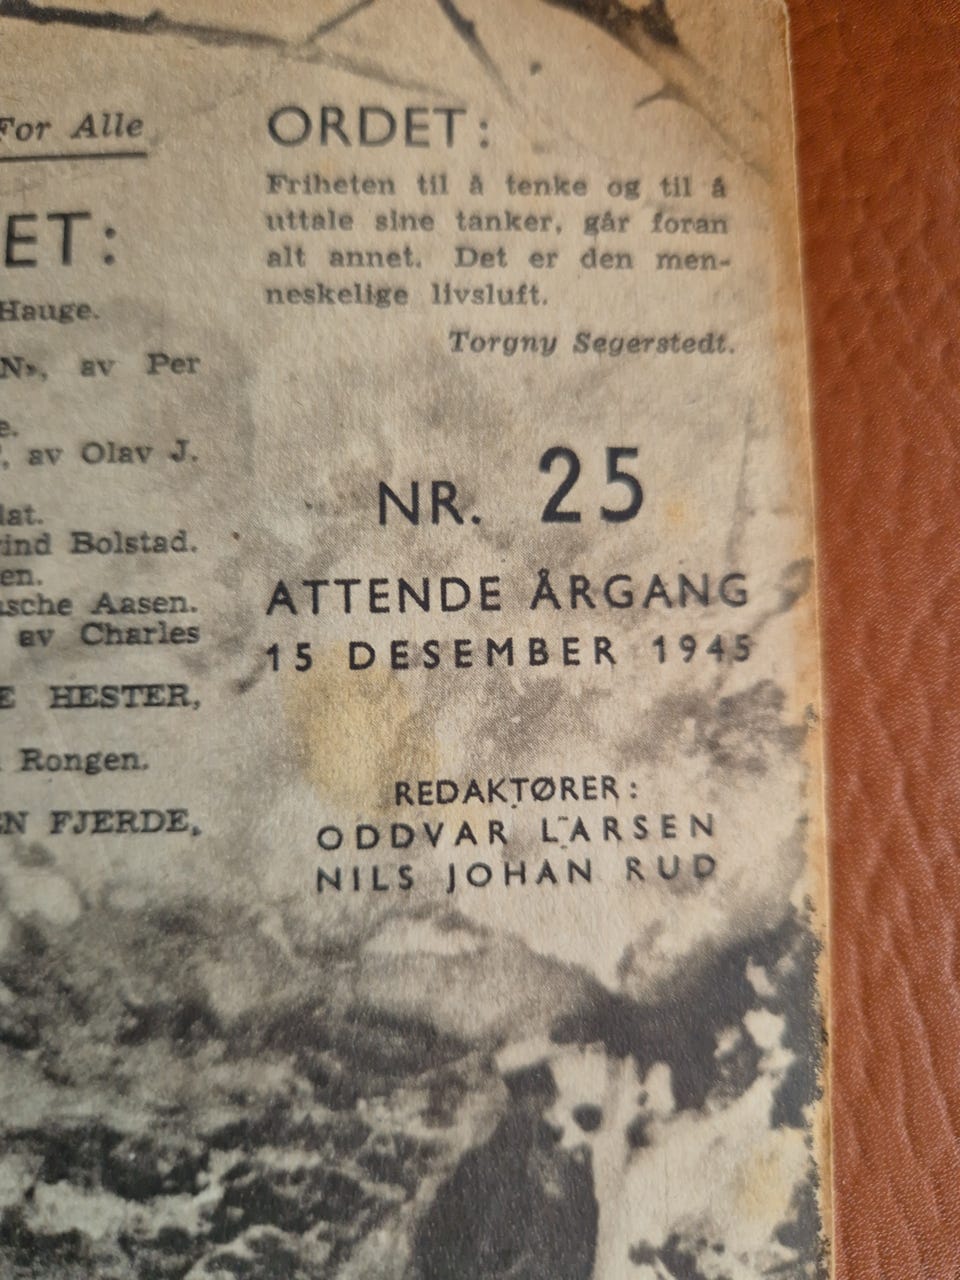 For Alle
ET:
Hauge.
N», av Per
e.
, av Olav J.
lat.
ind Bolstad.
en.
sche Aasen.
av Charles
E HESTER,
Rongen.
EN FJERDE,
ORDET:
Friheten til å tenke og til å
uttale sine tanker, går foran
alt annet. Det er den men-
neskelige livsluft.
Torgny Segerstedt.
NR. 25
ATTENDE ÅRGANG
15 DESEMBER 1945
REDAKTØRER:
ODDVAR LARSEN
NILS JOHAN RUD